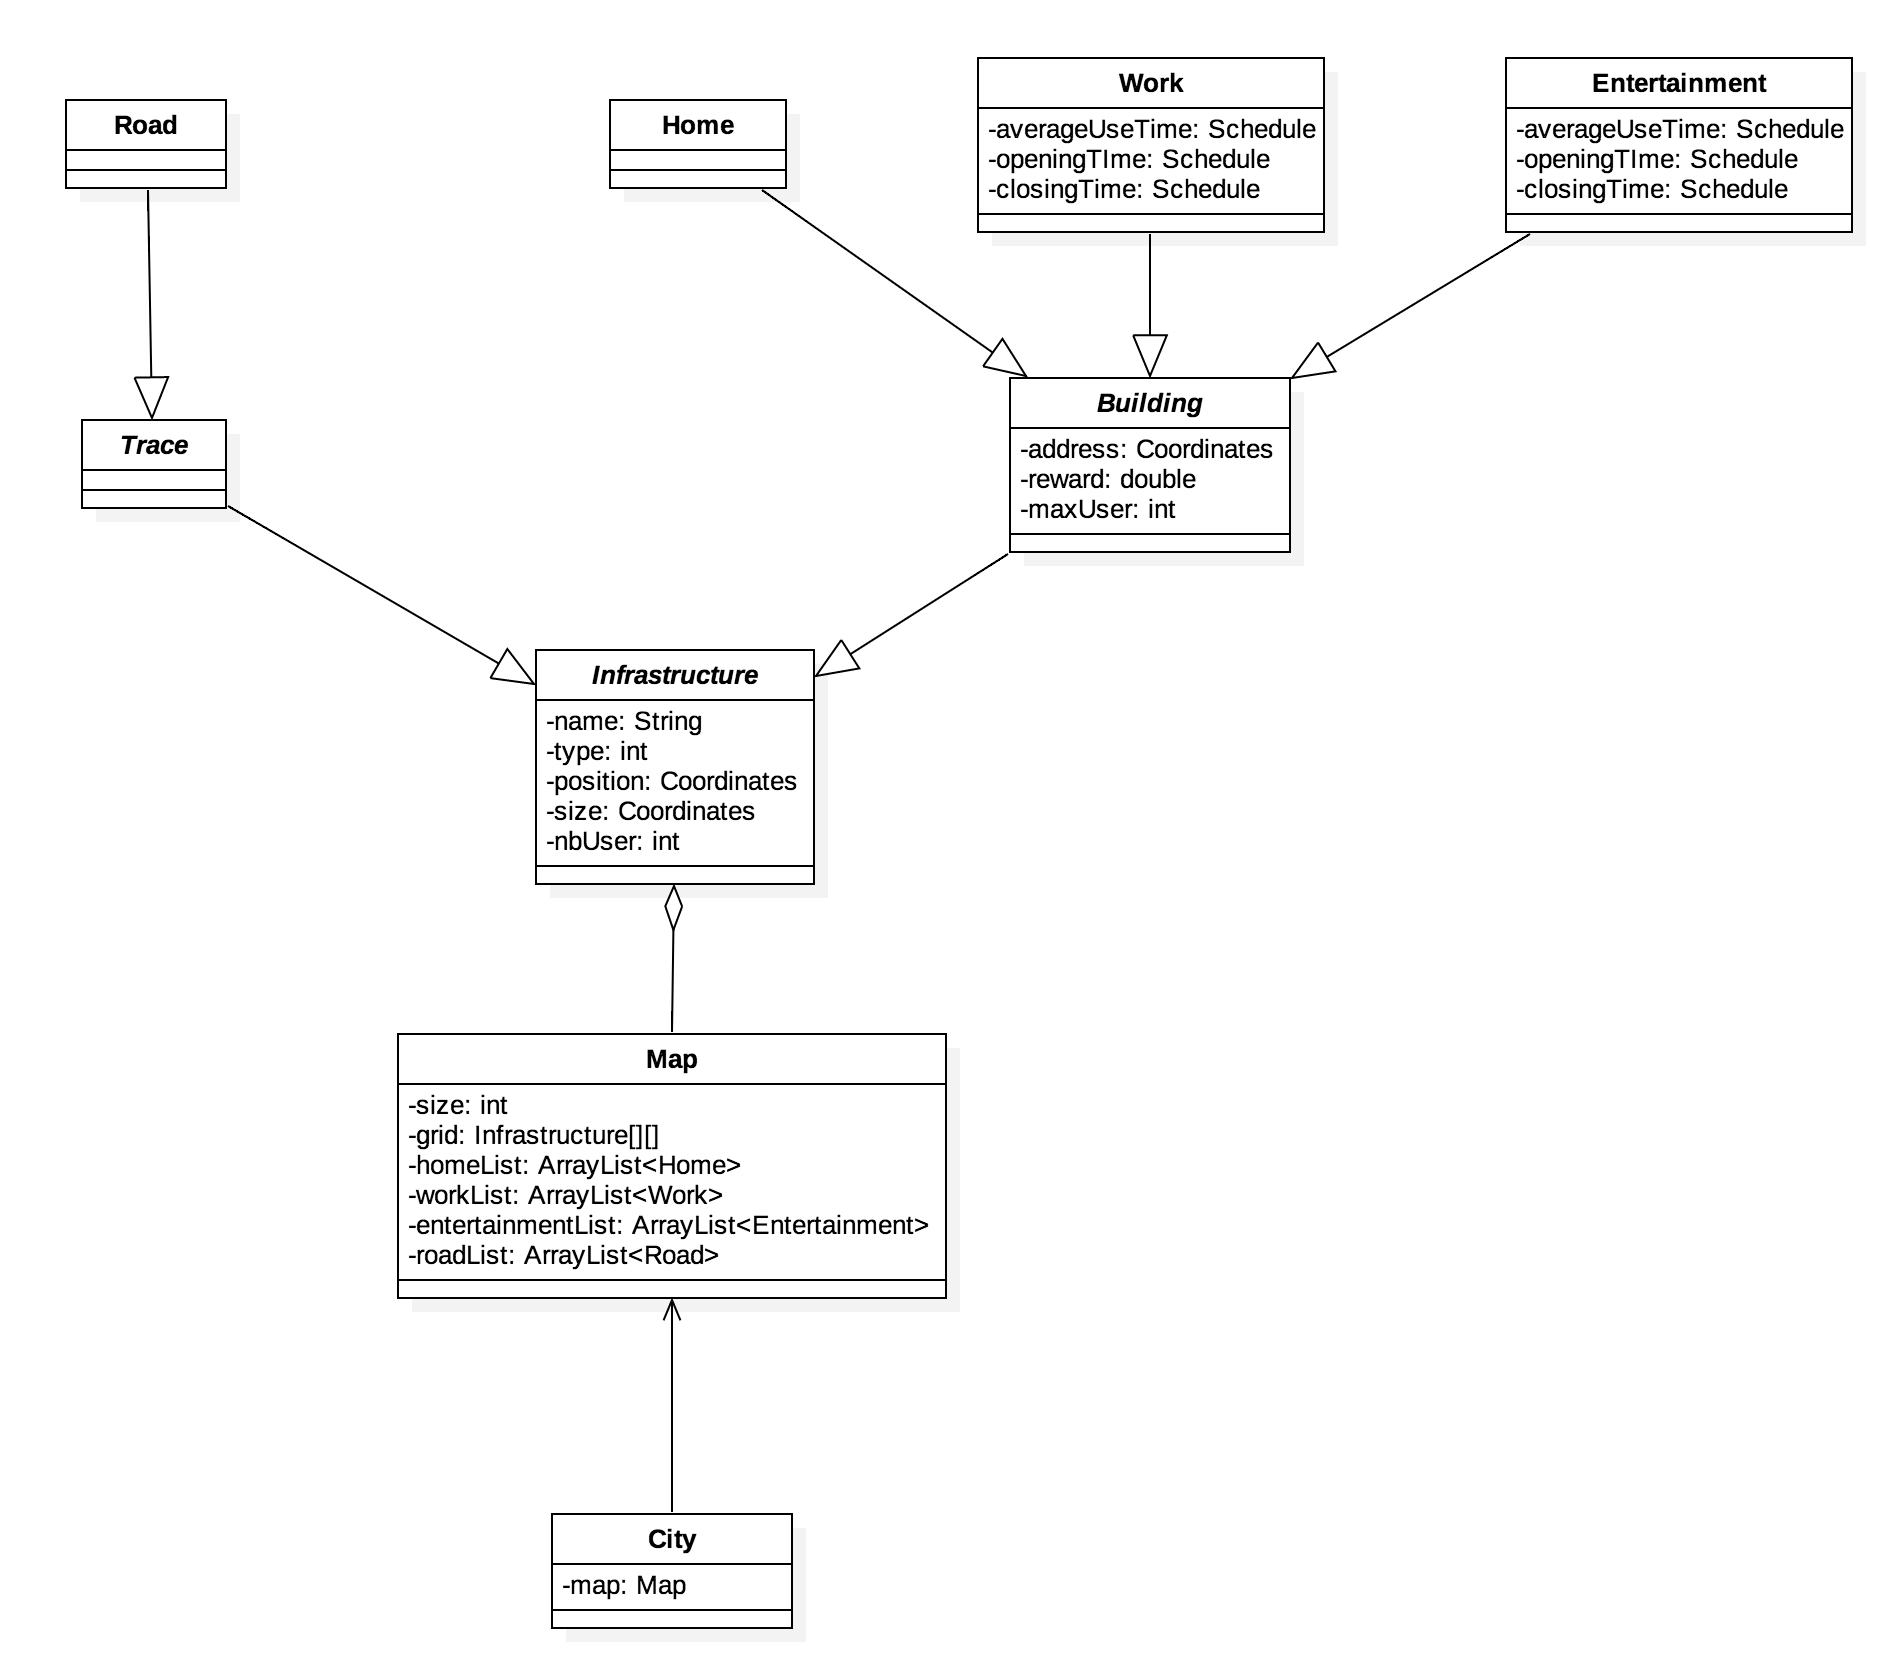 Road
Home
Work
-averageUseTime: Schedule
-openingTIme: Schedule
-closingTime: Schedule
Entertainment
-averageUseTime: Schedule
-openingTIme: Schedule
-closingTime: Schedule
Trace
Building
-address: Coordinates
-reward: double
-maxUser: int
Infrastructure
-name: String
-type: int
-position: Coordinates
-size: Coordinates
-nbUser: int
Map
-size: int
-grid: Infrastructure[][]
-homeList: ArrayList<Home>
-workList: ArrayList<Work>
-entertainmentList: ArrayList<Entertainment>
-roadList: ArrayList<Road>
City
-map: Map